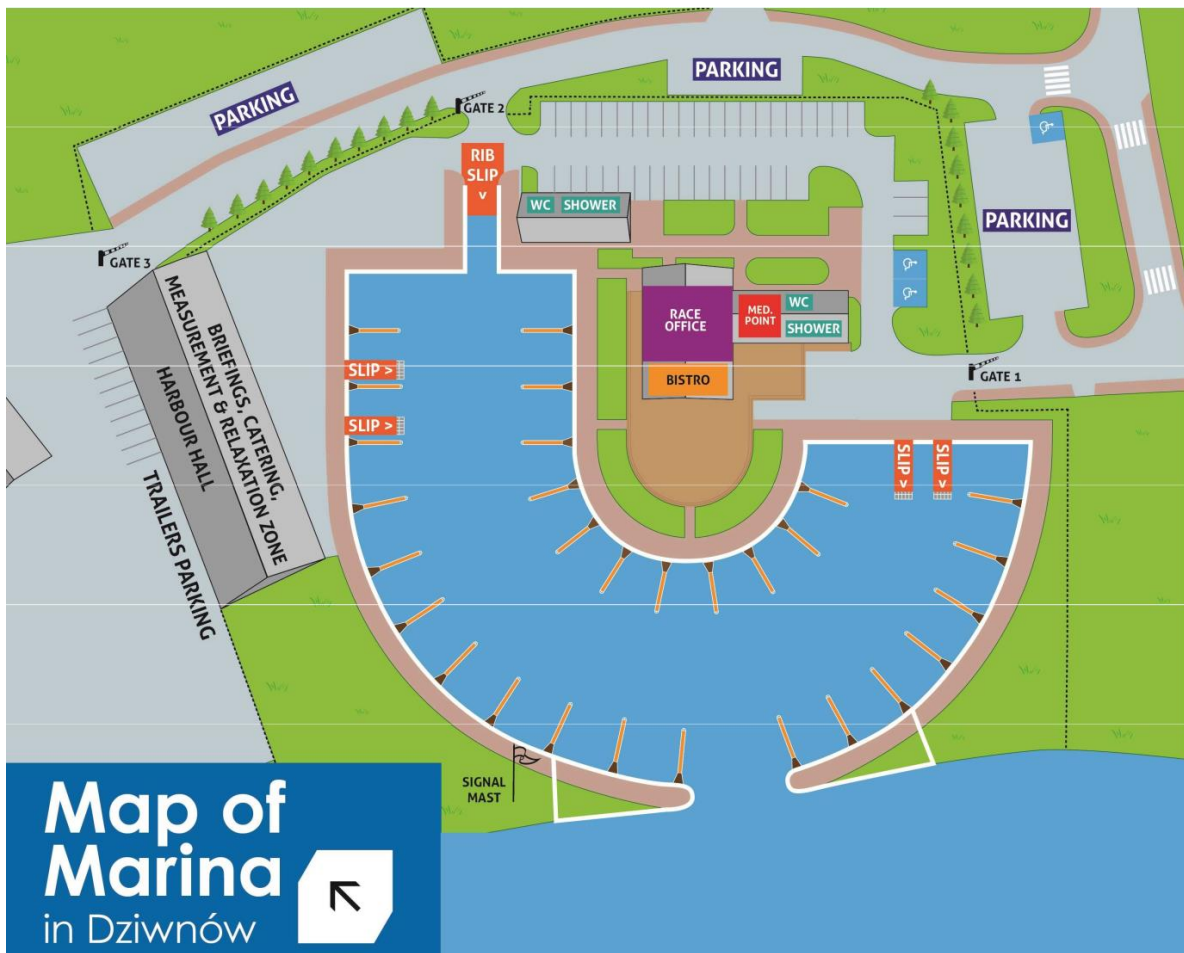 PARKING
PARKING
GATE 2
RIB
SLIP
>
WC SHOWER
PARKING
GATE 3
BRIEFINGS, CATERING,
MEASUREMENT & RELAXATION ZONE
HARBOUR HALL
TRAILERS PARKING
RACE
OFFICE
MED.
POINT
WC
SHOWER
BISTRO
SLIP >
SLIP >
GATE 1
SLIP >
SLIP >
SIGNAL
MAST
Map of
Marina
in Dziwnów